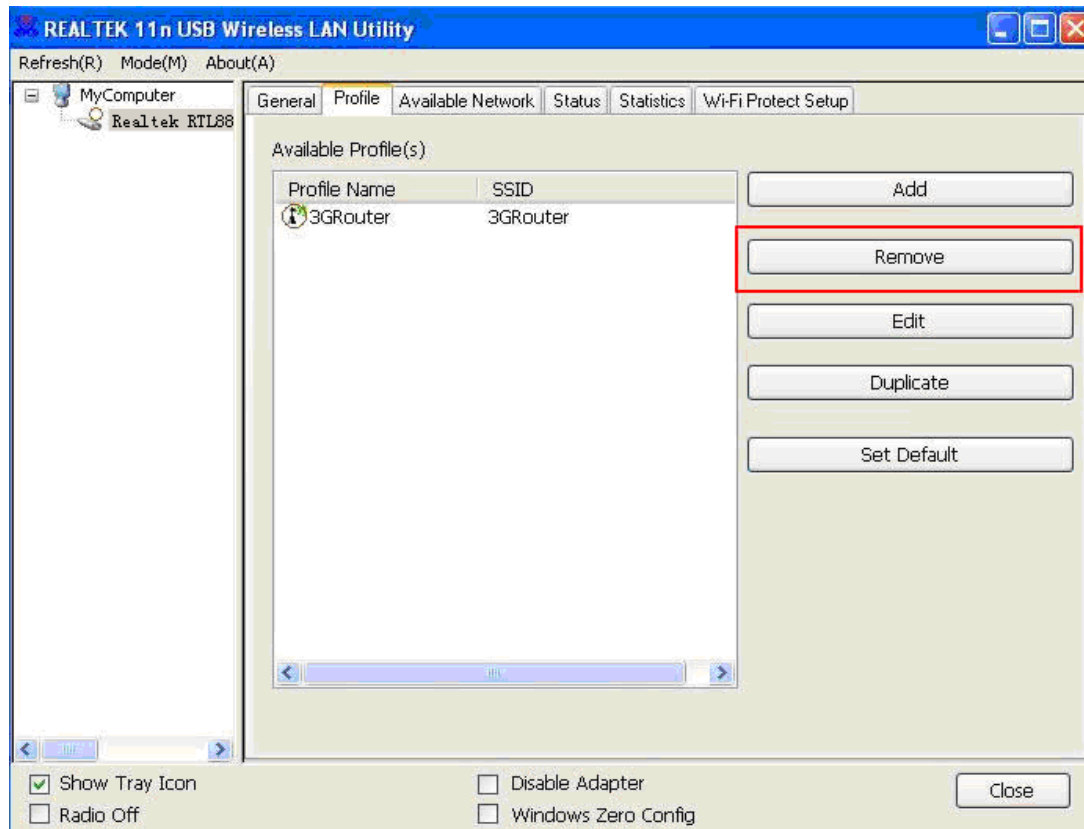 REALTEK 11n USB Wireless LAN Utility
Refresh(R) Mode(M) About(A)
MyComputer
Realtek RTL88
General Profile Available Network Status Statistics Wi-Fi Protect Setup
Available Profile(s)
Profile Name SSID
3GRouter 3GRouter
Add
Remove
Edit
Duplicate
Set Default
Show Tray Icon
Radio Off
Disable Adapter
Windows Zero Config
Close